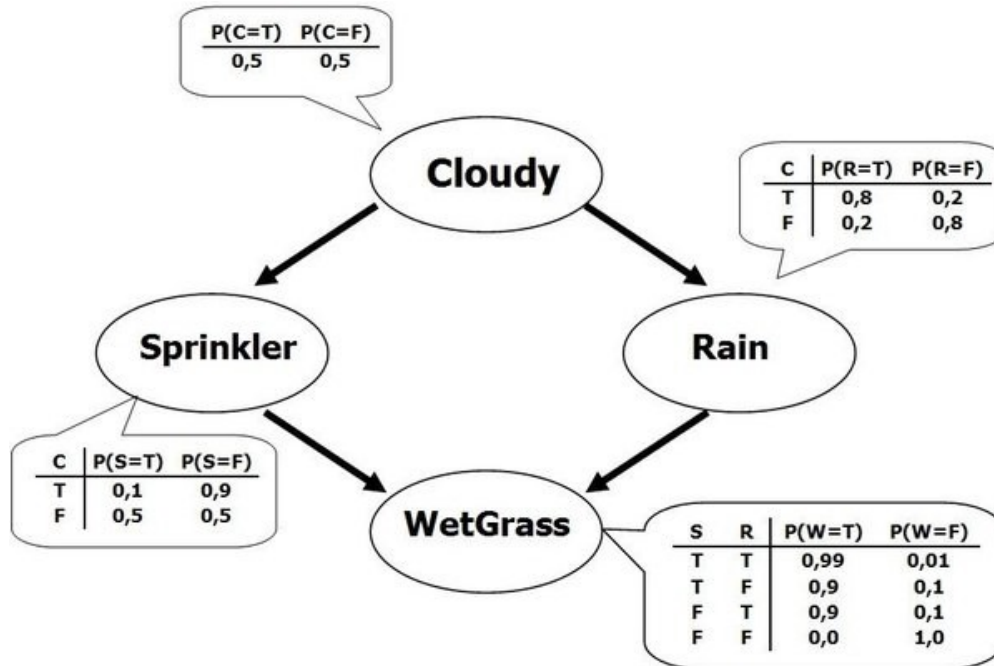 P(C=T) P(C=F)
0,5 0,5
Cloudy
C P(R=T) P(R=F)
T 0,8 0,2
F 0,2 0,8
Sprinkler
Rain
C P(S=T) P(S=F)
T 0,1 0,9
F 0,5 0,5
WetGrass
S R P(W=T) P(W=F)
T T 0,99 0,01
T F 0,9 0,1
F T 0,9 0,1
F F 0,0 1,0